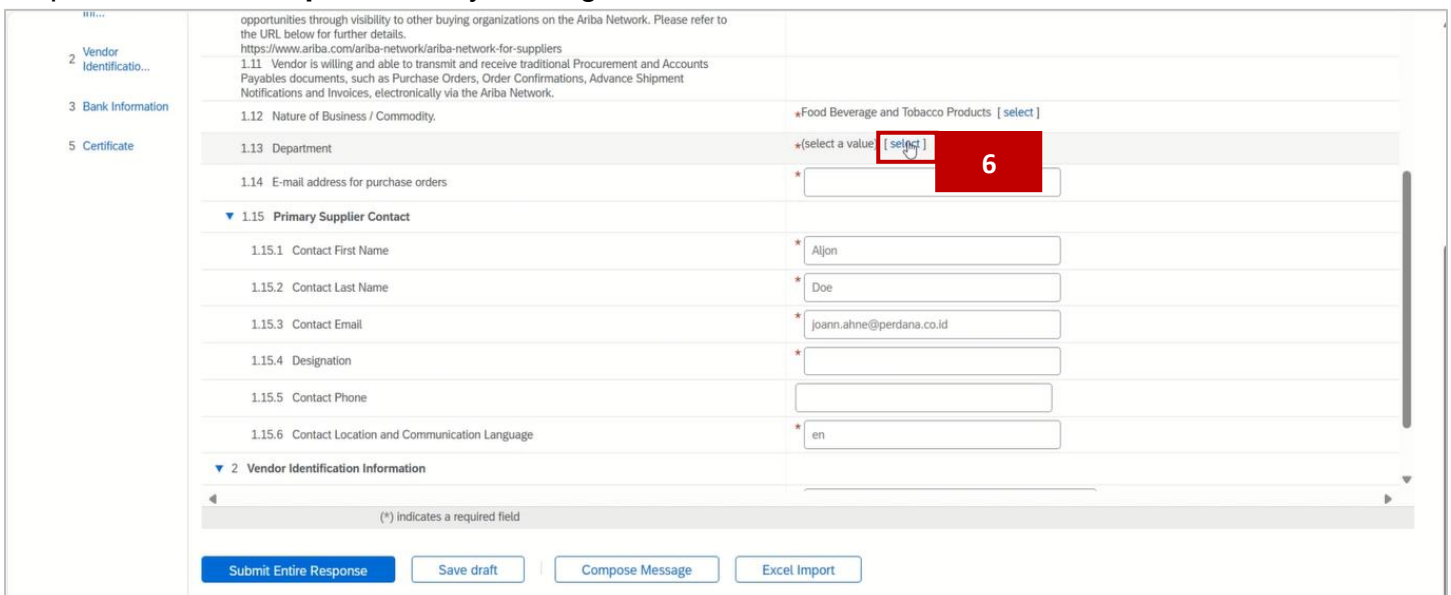 opportunities through visibility to other buying organizations on the Ariba Network. Please refer to
the URL below for further details.
https://www.ariba.com/ariba-network/ariba-network-for-suppliers
2 Vendor
Identificatio...
1.11 Vendor is willing and able to transmit and receive traditional Procurement and Accounts
Payables documents, such as Purchase Orders, Order Confirmations, Advance Shipment
Notifications and Invoices, electronically via the Ariba Network.
3 Bank Information
1.12 Nature of Business / Commodity.
*Food Beverage and Tobacco Products [ select ]
5 Certificate
1.13 Department
*(select a value) [ select ]
6
1.14 E-mail address for purchase orders
*
▼ 1.15 Primary Supplier Contact
1.15.1 Contact First Name
* Aljon
1.15.2 Contact Last Name
* Doe
1.15.3 Contact Email
* joann.ahne@perdana.co.id
1.15.4 Designation
*
1.15.5 Contact Phone
1.15.6 Contact Location and Communication Language
* en
▼ 2 Vendor Identification Information
(*) indicates a required field
Submit Entire Response
Save draft
Compose Message
Excel Import